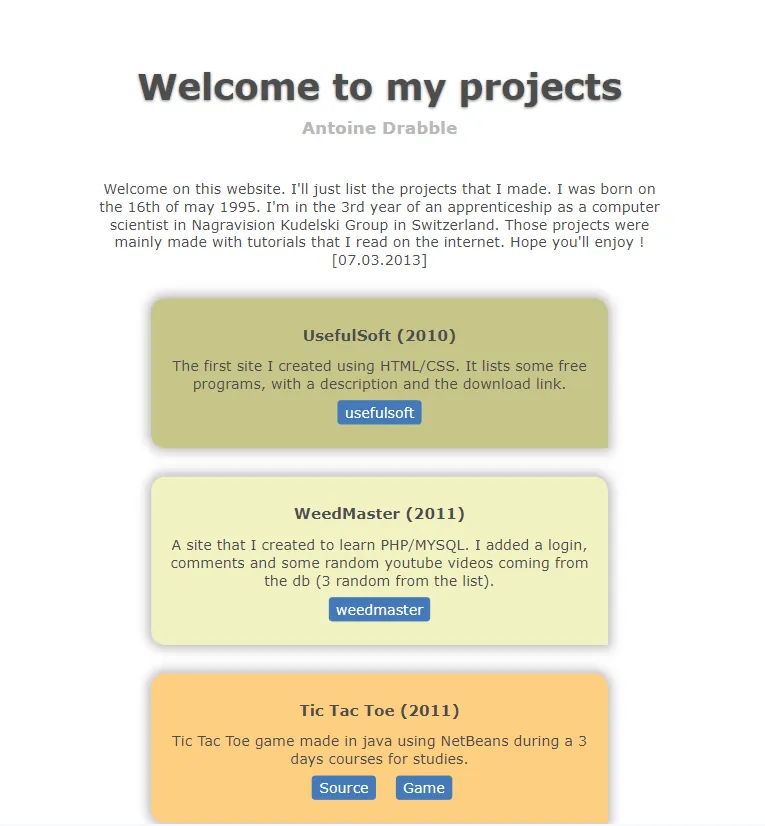 Welcome to my projects
Antoine Drabble
Welcome on this website. I'll just list the projects that I made. I was born on
the 16th of may 1995. I'm in the 3rd year of an apprenticeship as a computer
scientist in Nagravision Kudelski Group in Switzerland. Those projects were
mainly made with tutorials that I read on the internet. Hope you'll enjoy !
[07.03.2013]
UsefulSoft (2010)
The first site I created using HTML/CSS. It lists some free
programs, with a description and the download link.
usefulsoft
WeedMaster (2011)
A site that I created to learn PHP/MYSQL. I added a login,
comments and some random youtube videos coming from
the db (3 random from the list).
weedmaster
Tic Tac Toe (2011)
Tic Tac Toe game made in java using NetBeans during a 3
days courses for studies.
Source Game